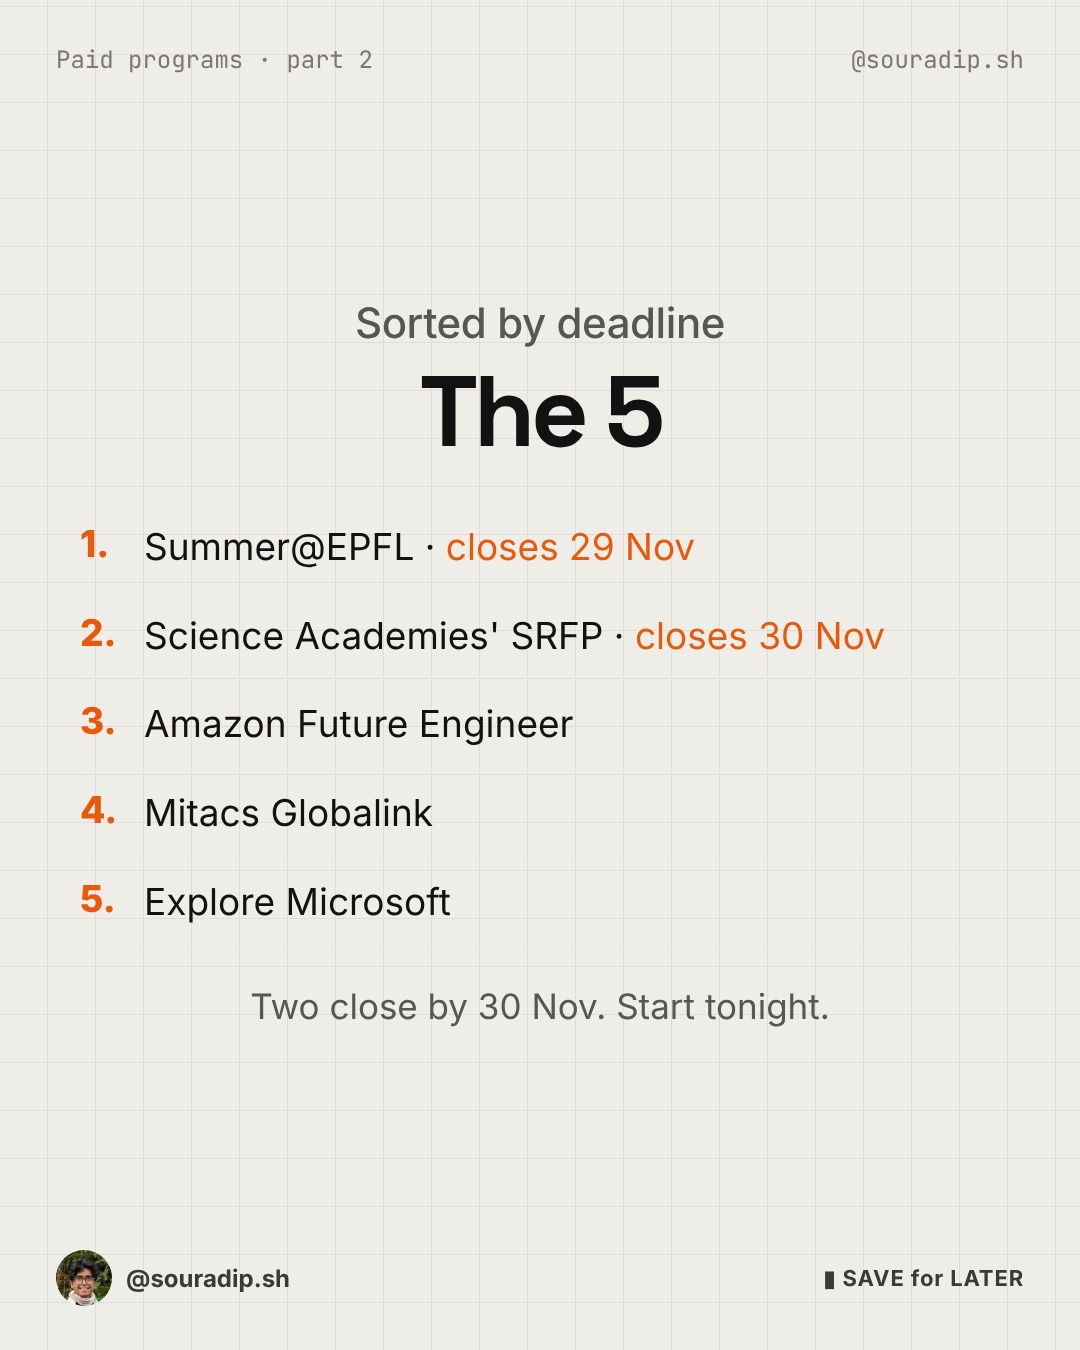 Paid programs · part 2
@souradip.sh
Sorted by deadline
The 5
1. Summer@EPFL · closes 29 Nov
2. Science Academies' SRFP · closes 30 Nov
3. Amazon Future Engineer
4. Mitacs Globalink
5. Explore Microsoft
Two close by 30 Nov. Start tonight.
@souradip.sh
SAVE for LATER